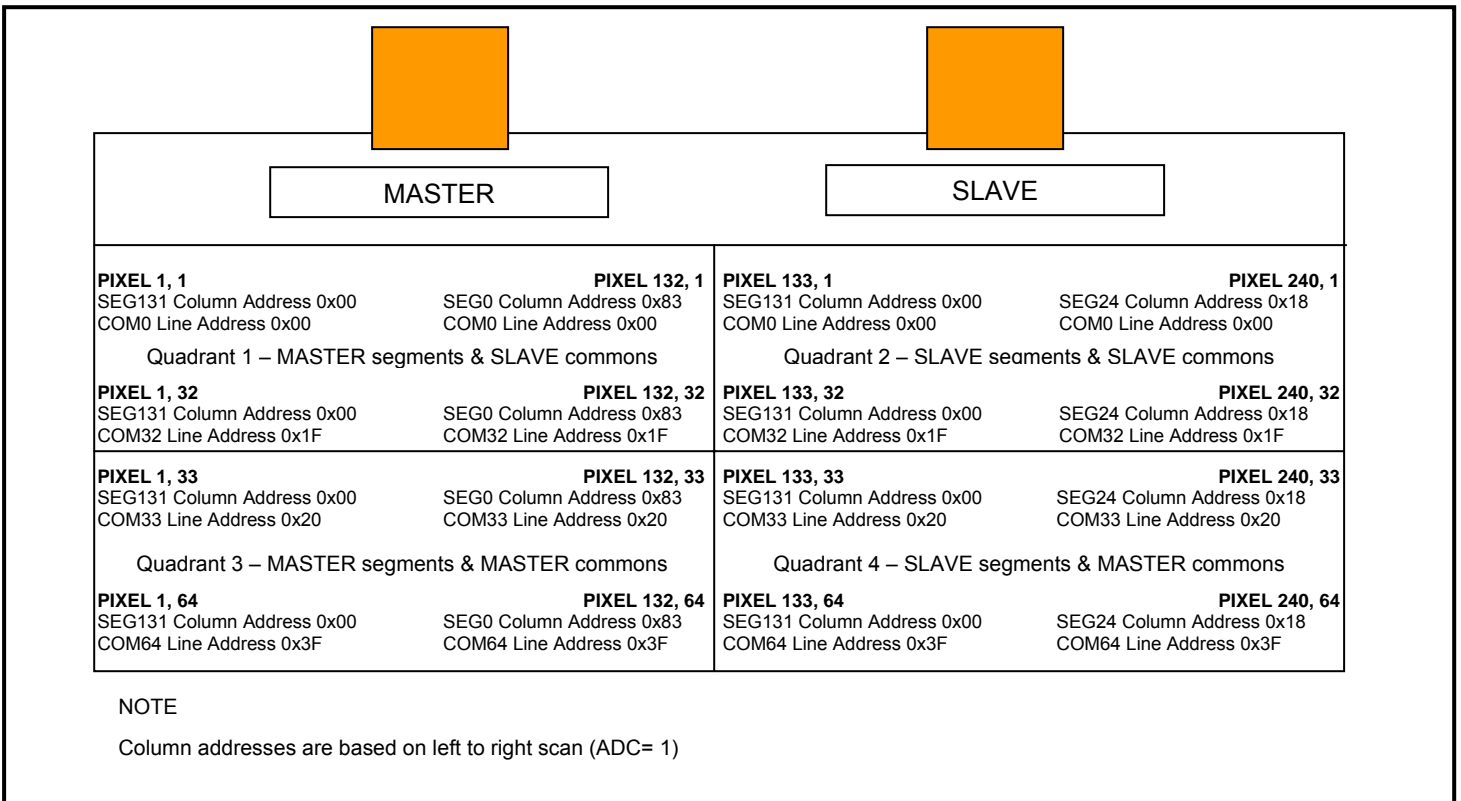 MASTER
SLAVE
PIXEL 1, 1 PIXEL 132, 1 PIXEL 133, 1 PIXEL 240, 1
SEG131 Column Address 0x00 SEG0 Column Address 0x83 SEG131 Column Address 0x00 SEG24 Column Address 0x18
COM0 Line Address 0x00 COM0 Line Address 0x00 COM0 Line Address 0x00 COM0 Line Address 0x00
Quadrant 1 – MASTER segments & SLAVE commons Quadrant 2 – SLAVE segments & SLAVE commons
PIXEL 1, 32 PIXEL 132, 32 PIXEL 133, 32 PIXEL 240, 32
SEG131 Column Address 0x00 SEG0 Column Address 0x83 SEG131 Column Address 0x00 SEG24 Column Address 0x18
COM32 Line Address 0x1F COM32 Line Address 0x1F COM32 Line Address 0x1F COM32 Line Address 0x1F
PIXEL 1, 33 PIXEL 132, 33 PIXEL 133, 33 PIXEL 240, 33
SEG131 Column Address 0x00 SEG0 Column Address 0x83 SEG131 Column Address 0x00 SEG24 Column Address 0x18
COM33 Line Address 0x20 COM33 Line Address 0x20 COM33 Line Address 0x20 COM33 Line Address 0x20
Quadrant 3 – MASTER segments & MASTER commons Quadrant 4 – SLAVE segments & MASTER commons
PIXEL 1, 64 PIXEL 132, 64 PIXEL 133, 64 PIXEL 240, 64
SEG131 Column Address 0x00 SEG0 Column Address 0x83 SEG131 Column Address 0x00 SEG24 Column Address 0x18
COM64 Line Address 0x3F COM64 Line Address 0x3F COM64 Line Address 0x3F COM64 Line Address 0x3F
NOTE
Column addresses are based on left to right scan (ADC= 1)